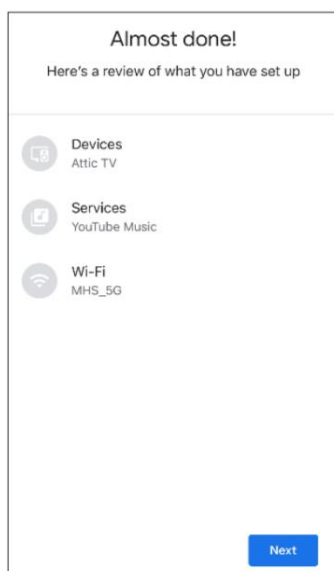 Almost done!
Here's a review of what you have set up
Devices
Attic TV
Services
YouTube Music
Wi-Fi
MHS_5G
Next